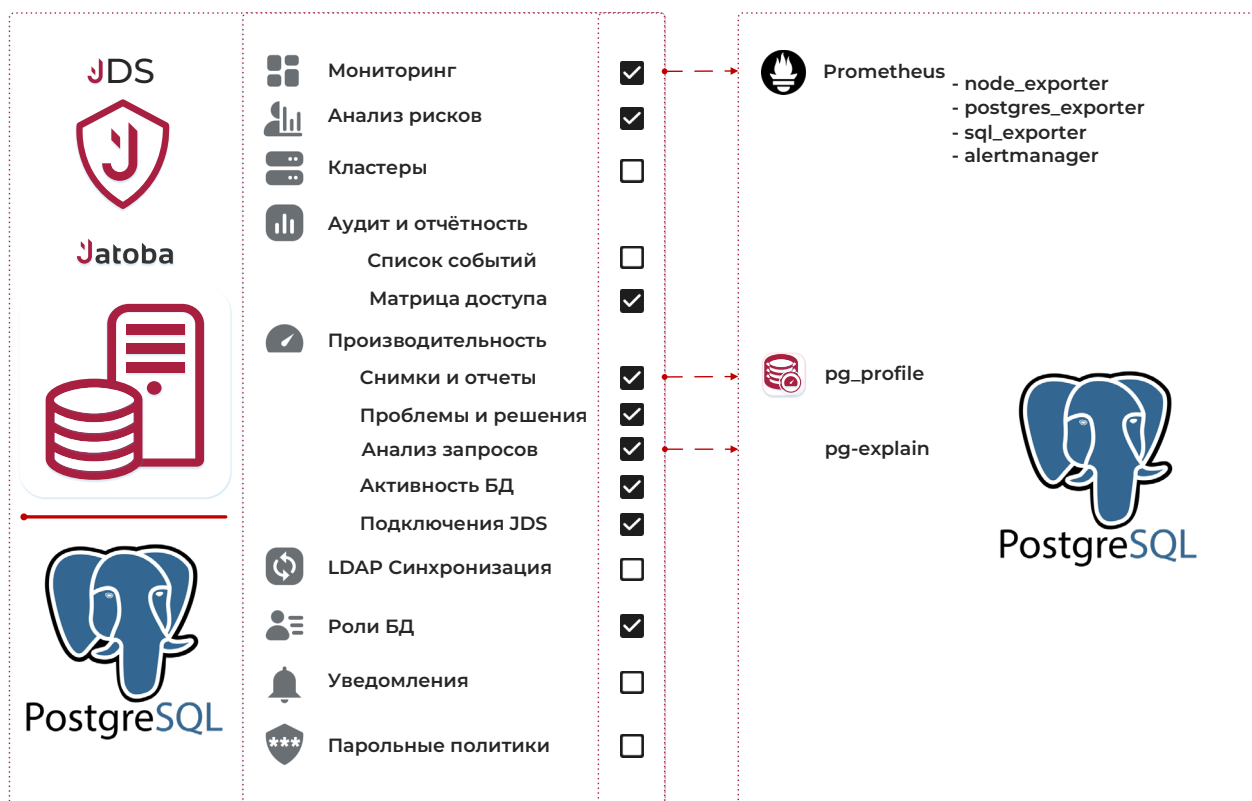 JDS
Jatoba
PostgreSQL
Мониторинг
Анализ рисков
Кластеры
Аудит и отчётность
Список событий
Матрица доступа
Производительность
Снимки и отчеты
Проблемы и решения
Анализ запросов
Активность БД
Подключения JDS
LDAP Синхронизация
Роли БД
Уведомления
***
Парольные политики
Prometheus
- node_exporter
- postgres_exporter
- sql_exporter
- alertmanager
pg_profile
pg-explain
PostgreSQL